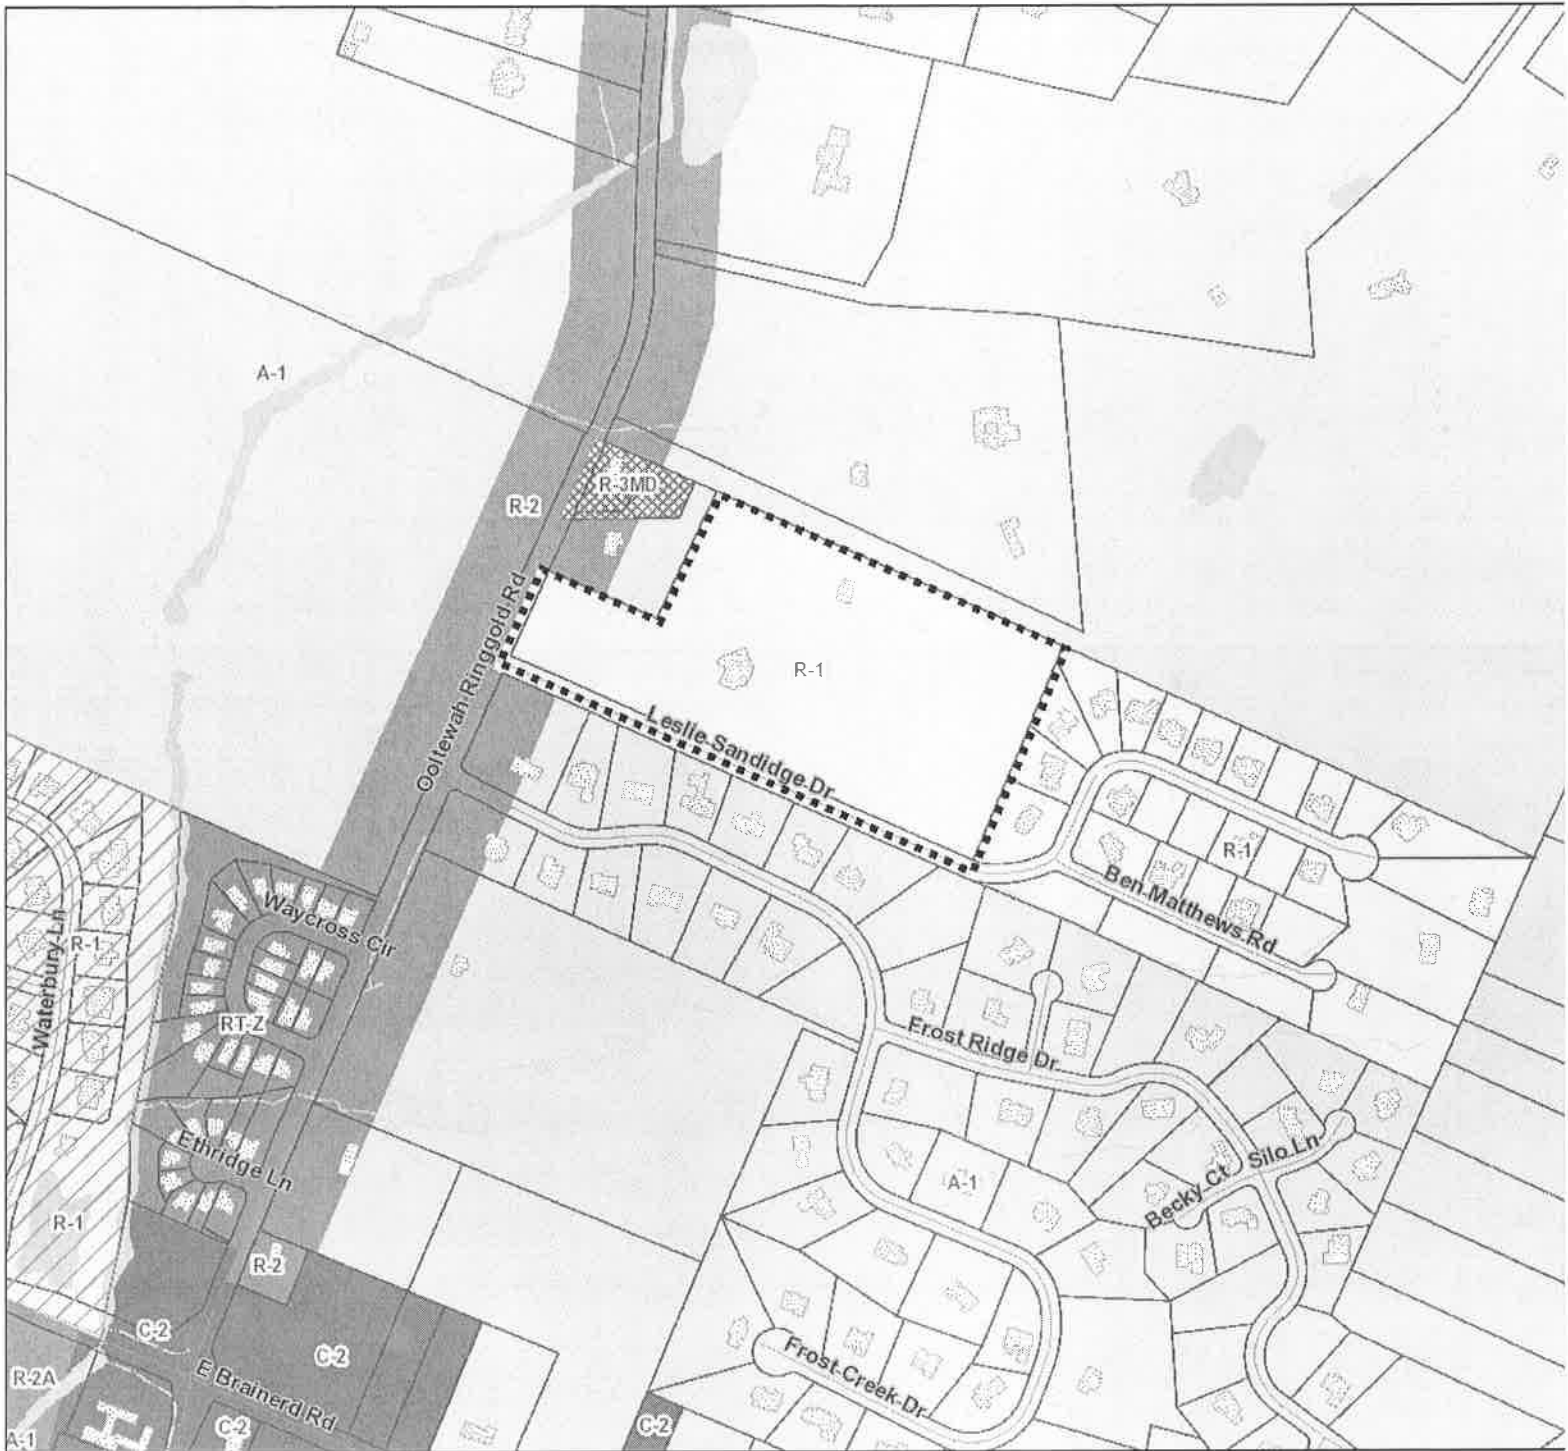 A-1
R-3MD
R-2
Ooltewah-Ringgold Rd
R-1
Leslie Sandidge Dr
R-1
Ben Matthews Rd
Waycross Cir
R-1
Waterbury Ln
RT-Z
Frost Ridge Dr
Ethridge Ln
Silo Ln
A-1
Becky Ct
R-1
R-2
C-2
C-2
E Brainerd Rd
R-2A
Frost Creek Dr
C-2
C-2
A-1